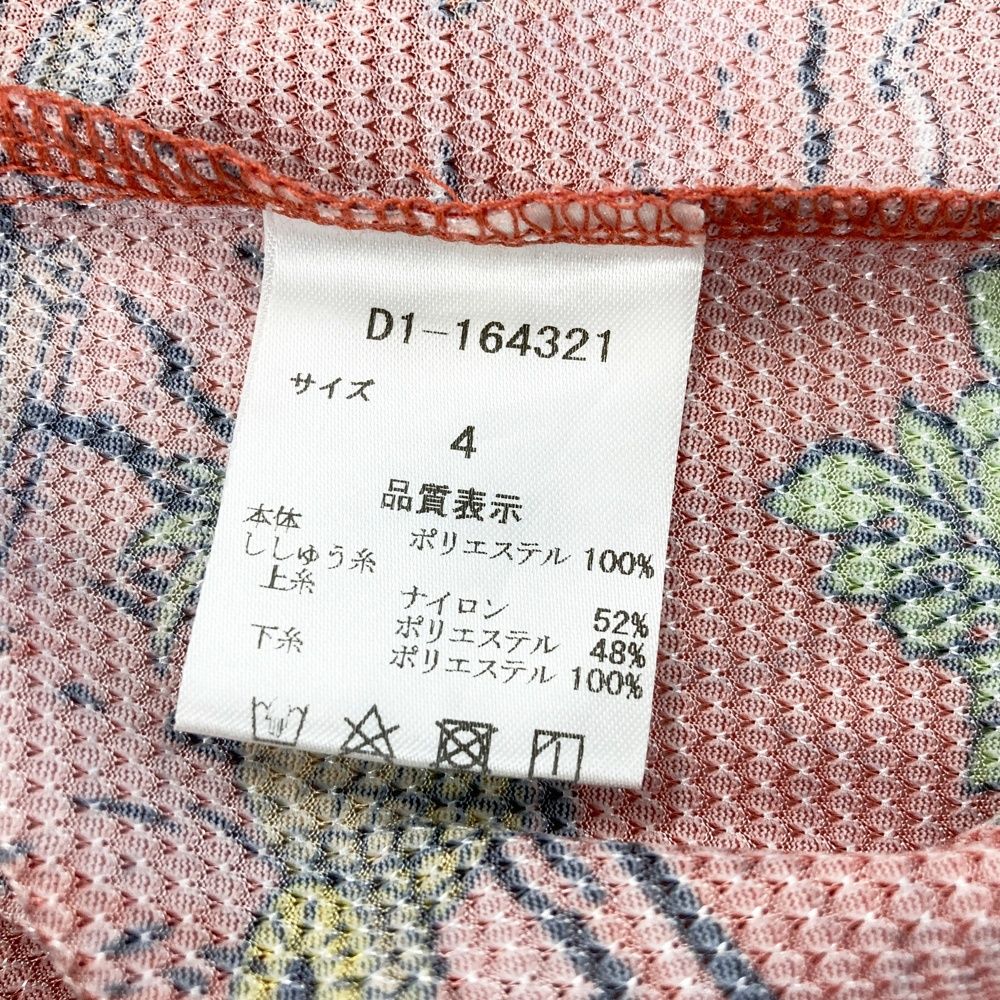 D1-164321
サイズ
4
品質表示
本体 ポリエステル 100%
ししゅう糸
上糸 ナイロン 52%
ポリエステル 48%
下糸 ポリエステル 100%